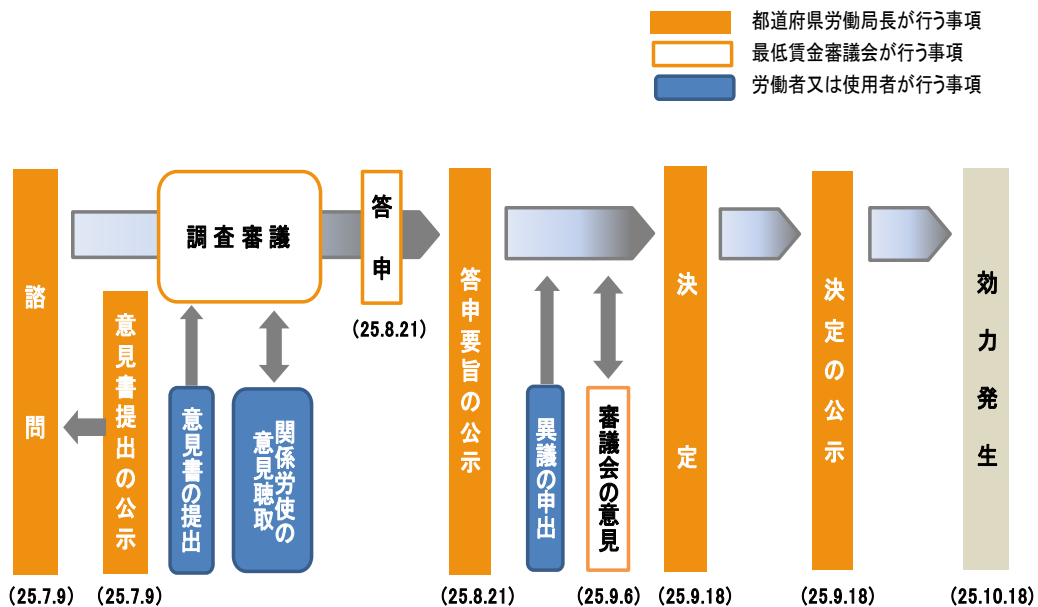 都道府県労働局長が行う事項
最低賃金審議会が行う事項
労働者又は使用者が行う事項
諮問
(25.7.9)
意見書提出の公示
(25.7.9)
調査審議
意見書の提出
関係労使の
意見聴取
答申
(25.8.21)
答申要旨の公示
(25.8.21)
異議の申出
審議会の意見
(25.9.6)
決定
(25.9.18)
決定の公示
(25.9.18)
効力発生
(25.10.18)